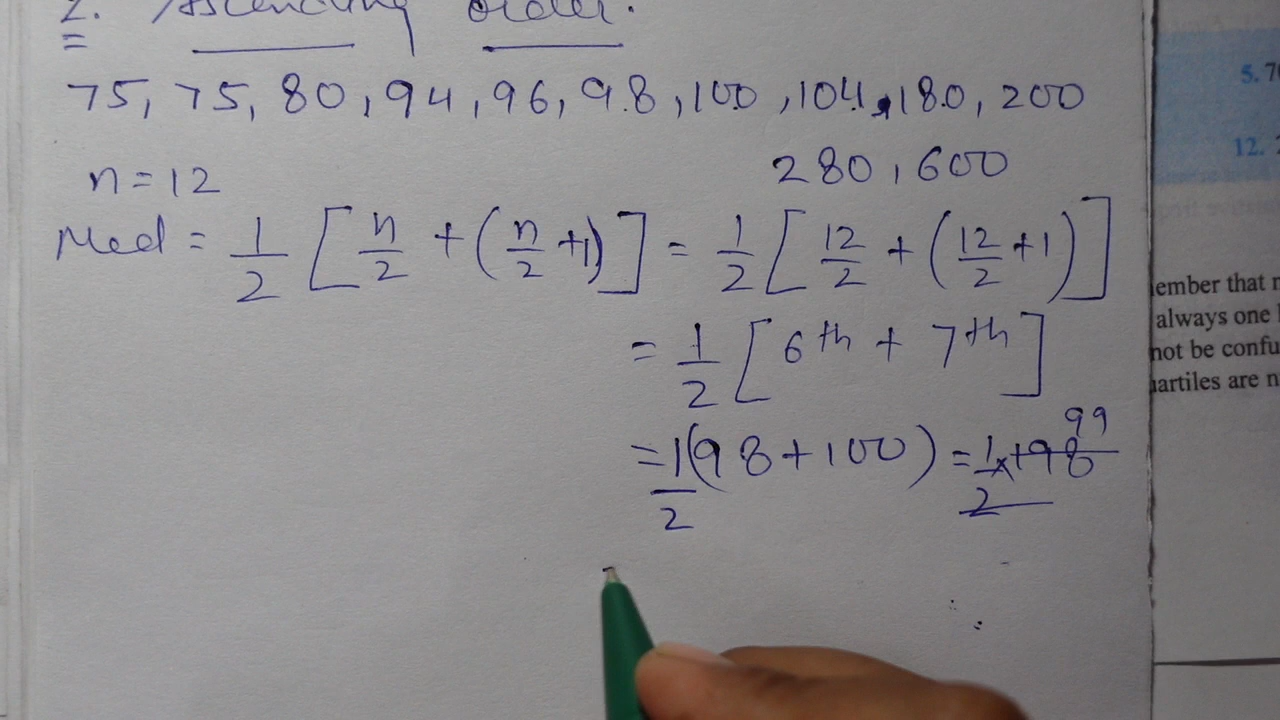 2. Ascending order.
75, 75, 80, 94, 96, 98, 100, 104, 180, 200
280, 600
n = 12
Med = 1/2 [n/2 + (n/2 + 1)] = 1/2 [12/2 + (12/2 + 1)]
= 1/2 [6th + 7th]
= 1/2 (98 + 100) = 1/2 x 198 99
5. 7
12.
ember that
always one
not be confu
artiles are n